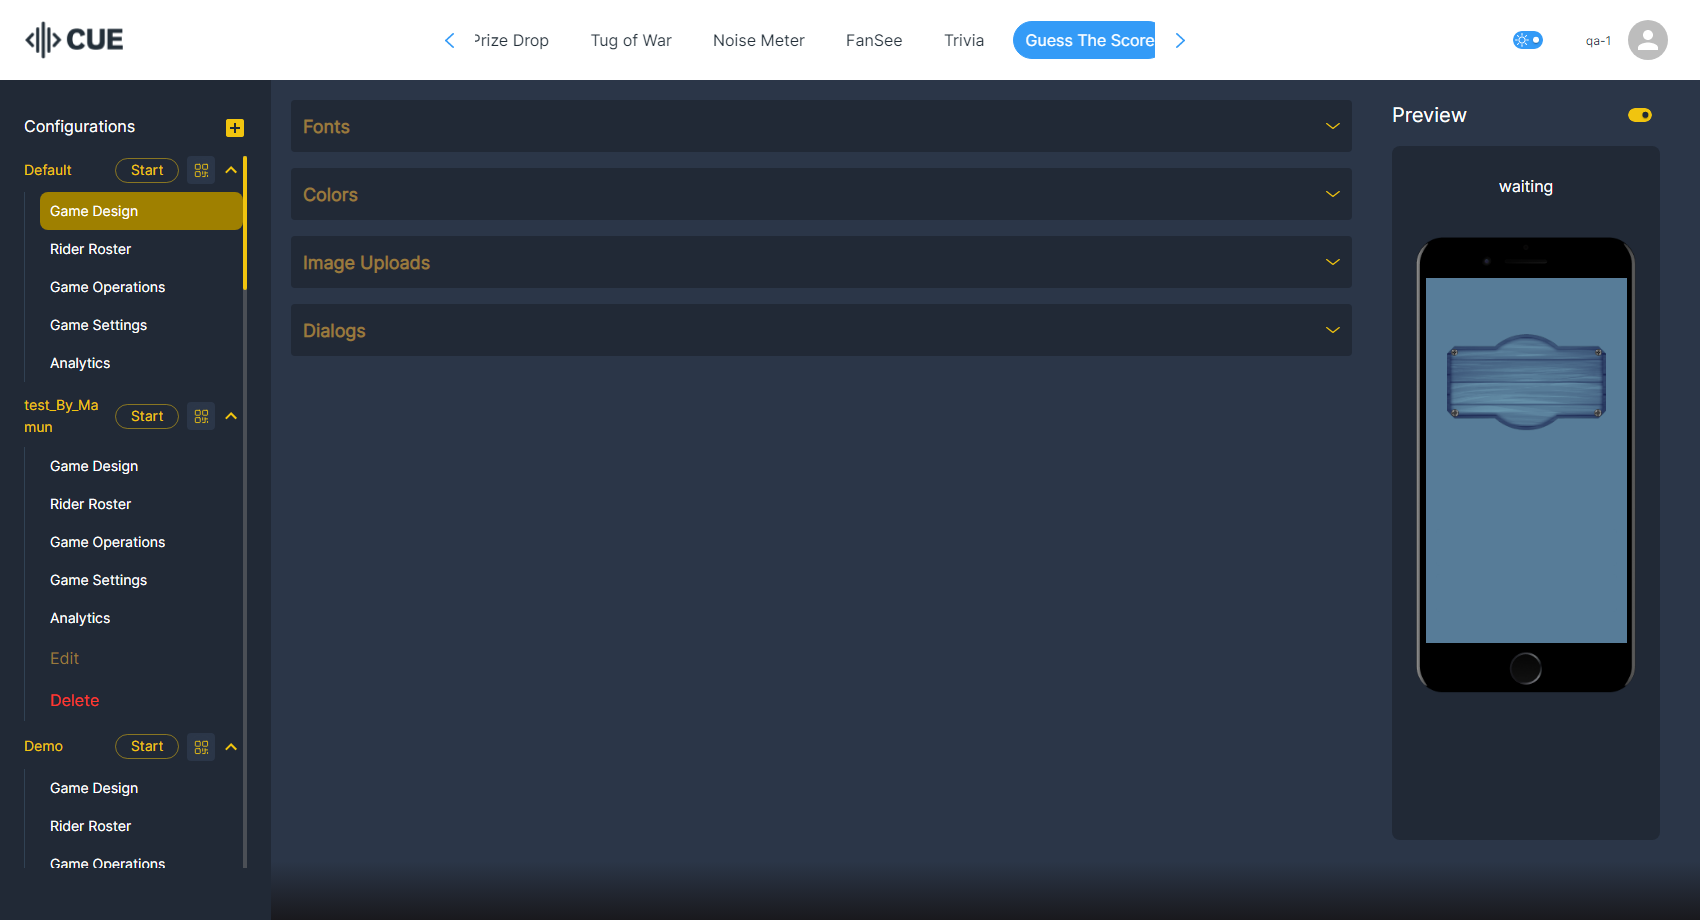 CUE
Prize Drop
Tug of War
Noise Meter
FanSee
Trivia
Guess The Score
qa-1
Configurations
Default
Start
Game Design
Rider Roster
Game Operations
Game Settings
Analytics
test_By_Ma
mun
Start
Game Design
Rider Roster
Game Operations
Game Settings
Analytics
Edit
Delete
Demo
Start
Game Design
Rider Roster
Game Operations
Fonts
Colors
Image Uploads
Dialogs
Preview
waiting